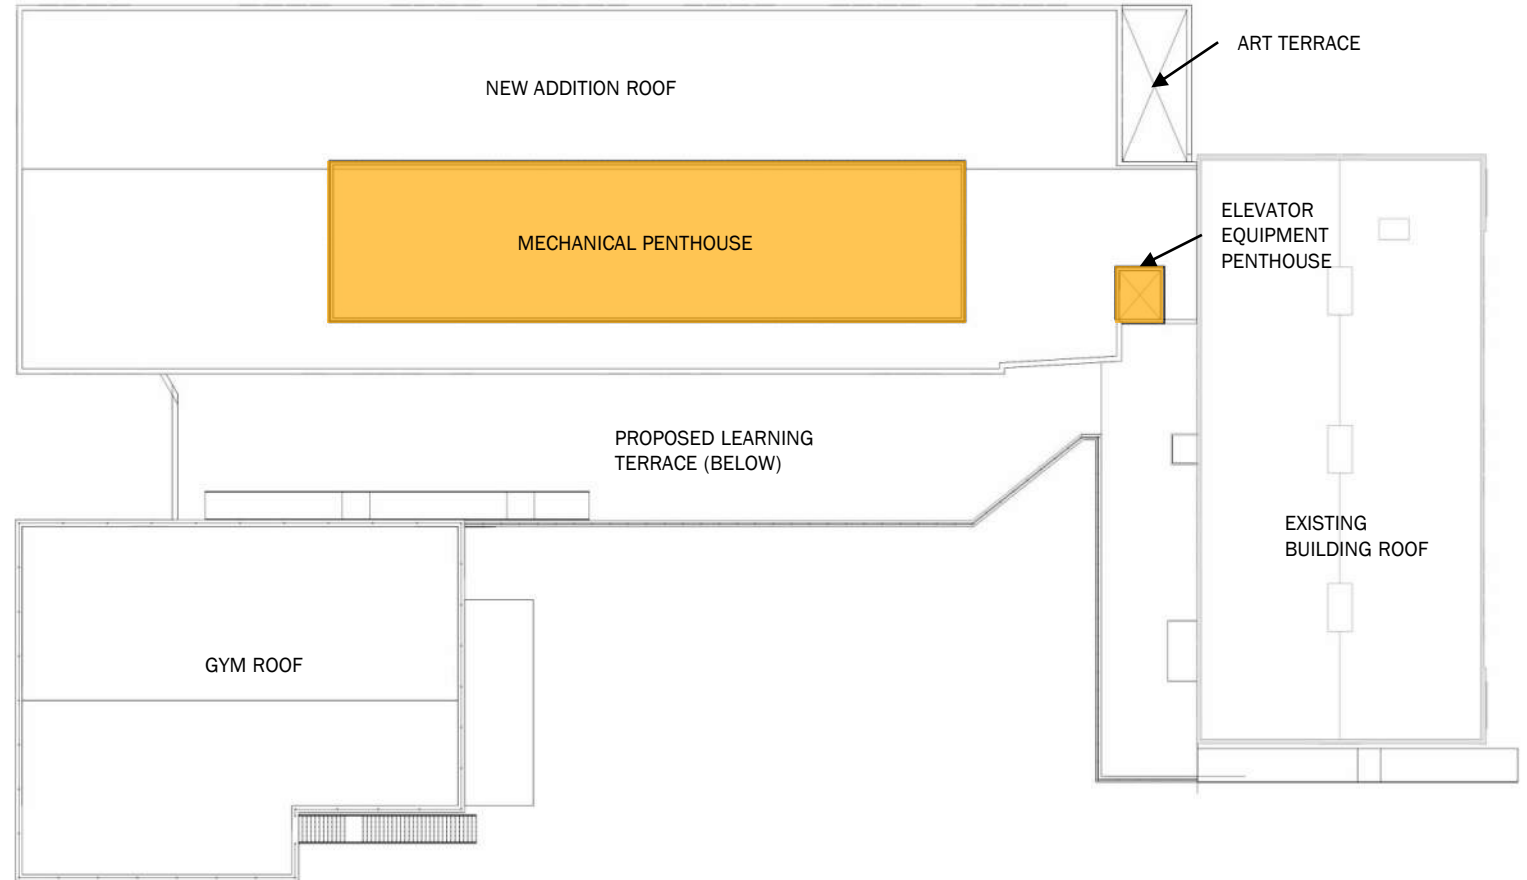 ART TERRACE
NEW ADDITION ROOF
ELEVATOR
EQUIPMENT
PENTHOUSE
MECHANICAL PENTHOUSE
PROPOSED LEARNING
TERRACE (BELOW)
EXISTING
BUILDING ROOF
GYM ROOF